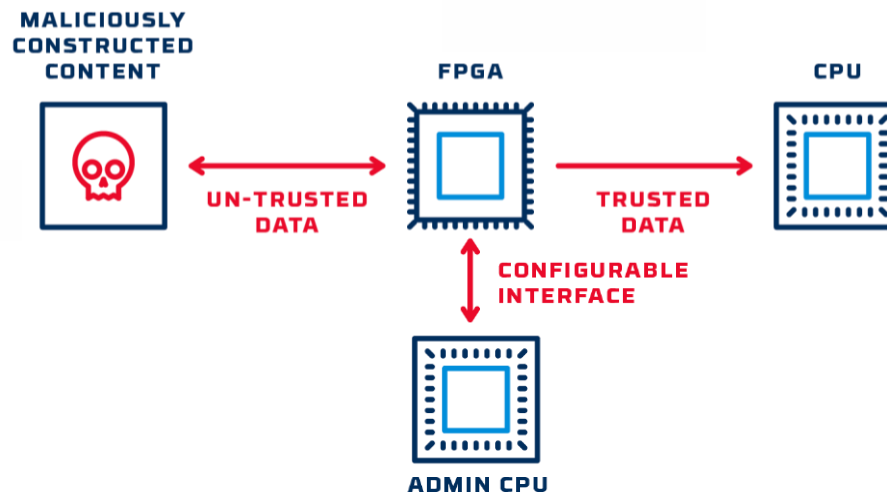 MALICIOUSLY
CONSTRUCTED
CONTENT
FPGA
CPU
UN-TRUSTED
DATA
TRUSTED
DATA
CONFIGURABLE
INTERFACE
ADMIN CPU